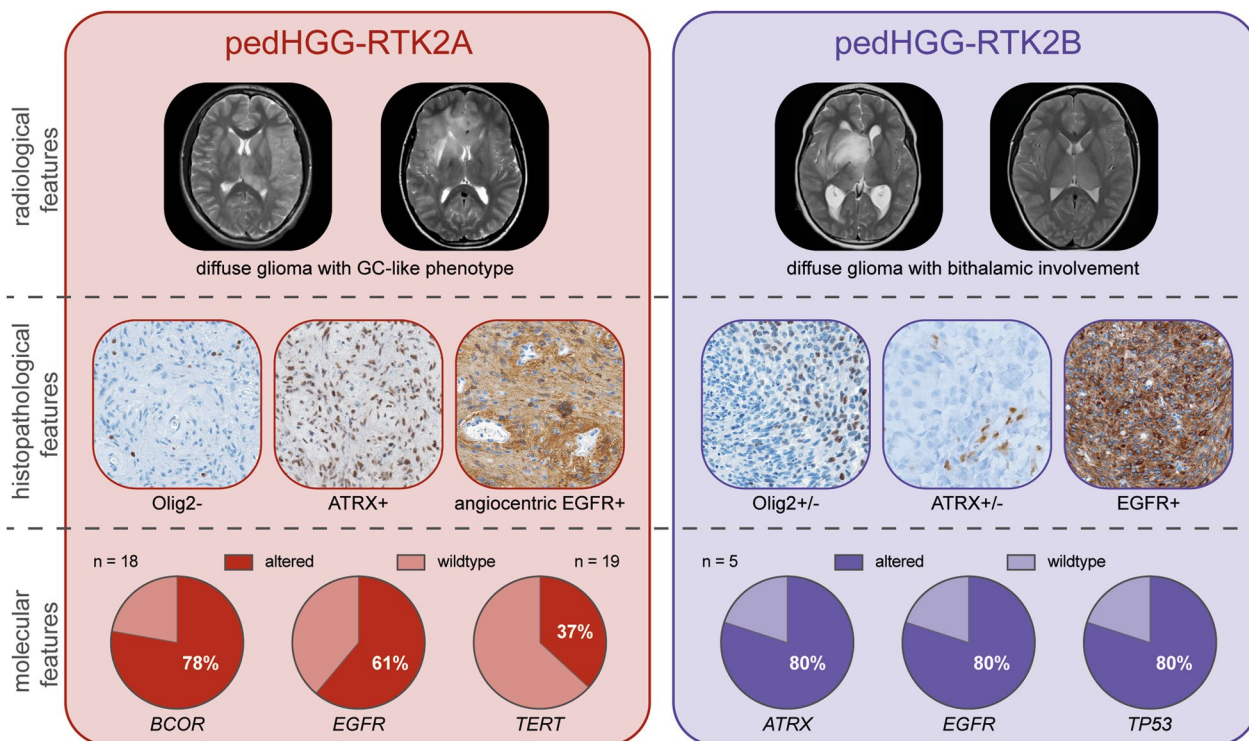 pedHGG-RTK2A
pedHGG-RTK2B
radiological
features
diffuse glioma with GC-like phenotype
diffuse glioma with bithalamic involvement
histopathological
features
Olig2-
ATRX+
angiocentric EGFR+
Olig2+/-
ATRX+/-
EGFR+
molecular
features
n = 18
altered
wildtype
n = 19
n = 5
altered
wildtype
78%
61%
37%
80%
80%
80%
BCOR
EGFR
TERT
ATRX
EGFR
TP53